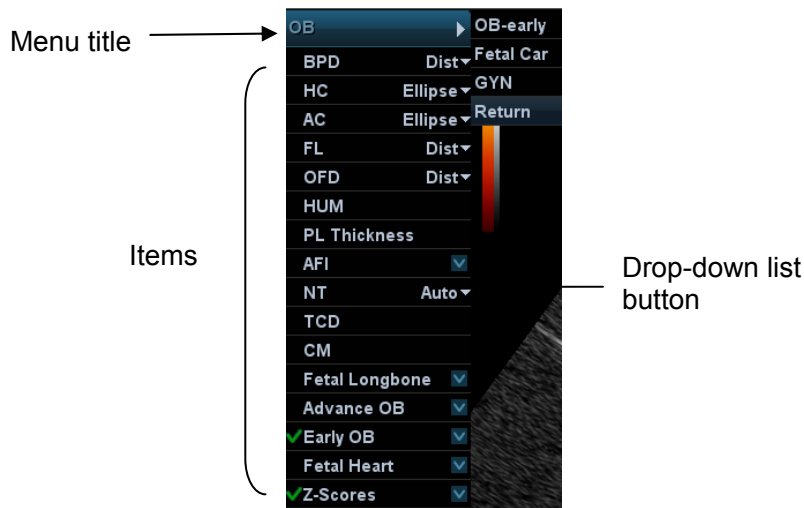 Menu title
OB
BPD Dist
HC Ellipse
AC Ellipse
FL Dist
OFD Dist
HUM
PL Thickness
AFI
NT Auto
TCD
CM
Fetal Longbone
Advance OB
Early OB
Fetal Heart
Z-Scores
OB-early
Fetal Car
GYN
Return
Items
Drop-down list
button